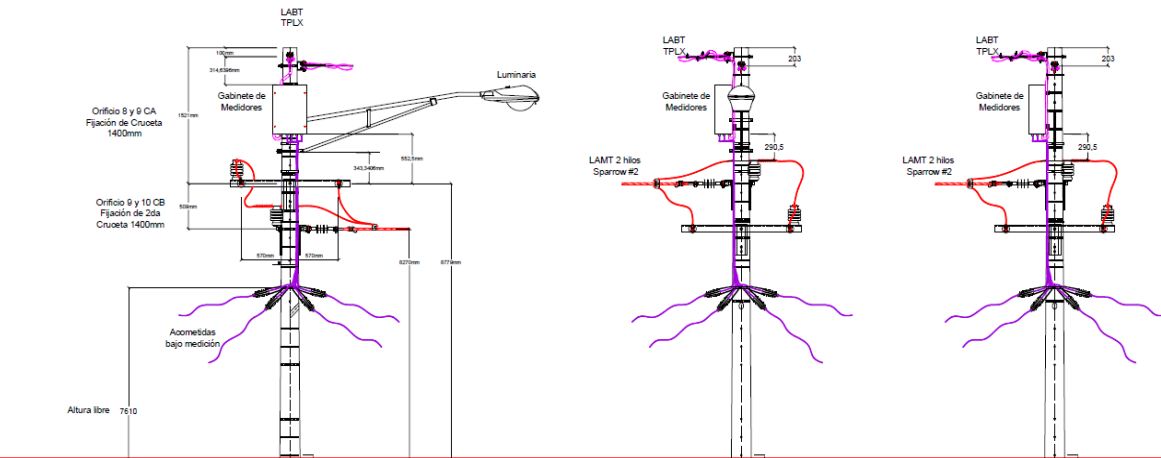 LABT
TPLX
100mm
314,6396mm
Luminaria
Gabinete de
Medidores
Orificio 8 y 9 CA
Fijación de Cruceta
1400mm
1521mm
552,5mm
343,3406mm
Orificio 9 y 10 CB
Fijación de 2da
Cruceta 1400mm
509mm
570mm
570mm
8270mm
8779mm
Acometidas
bajo medición
Altura libre
7610
LABT
TPLX
203
Gabinete de
Medidores
290,5
LAMT 2 hilos
Sparrow #2
LABT
TPLX
203
Gabinete de
Medidores
290,5
LAMT 2 hilos
Sparrow #2